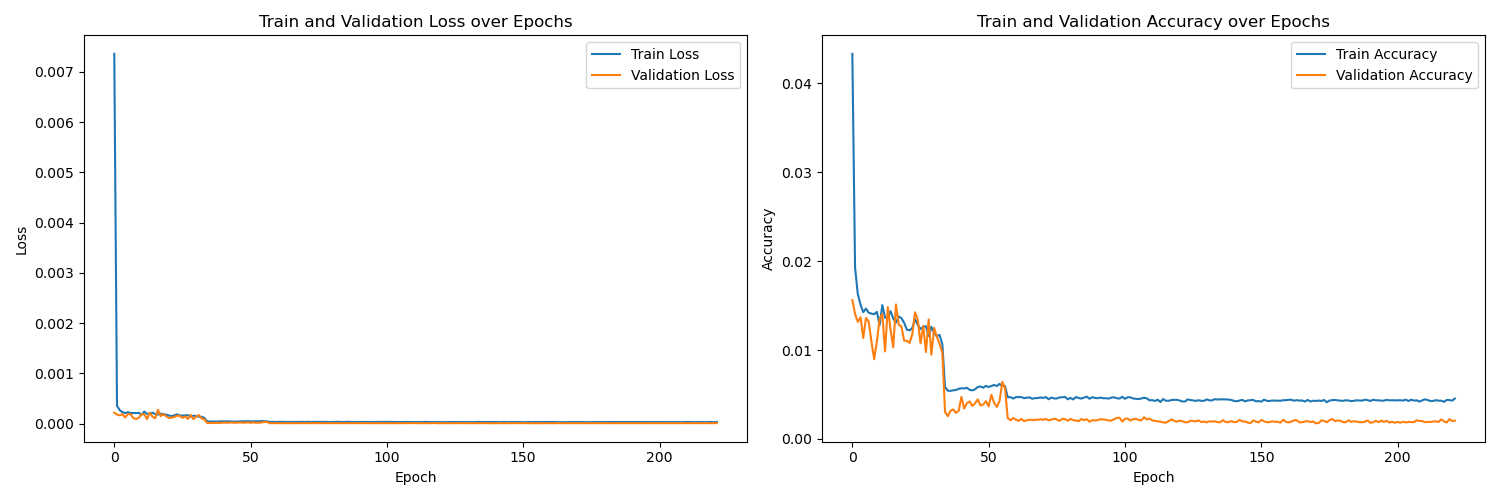 Train and Validation Loss over Epochs
Train Loss
Validation Loss
0.007
0.006
0.005
0.004
0.003
0.002
0.001
0.000
Loss
0
50
100
150
200
Epoch
Train and Validation Accuracy over Epochs
Train Accuracy
Validation Accuracy
0.04
0.03
0.02
0.01
0.00
Accuracy
0
50
100
150
200
Epoch